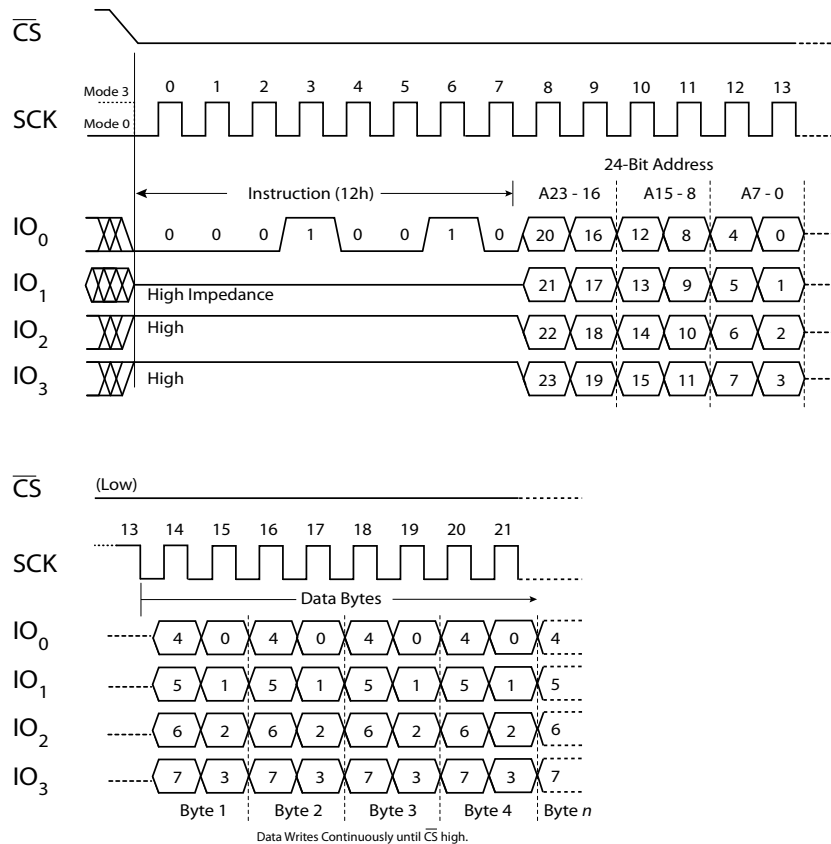 CS
Mode 3 0 1 2 3 4 5 6 7 8 9 10 11 12 13
SCK
Mode 0
24-Bit Address
Instruction (12h) A23 - 16 A15 - 8 A7 - 0
IO0 0 0 0 1 0 0 1 0 20 16 12 8 4 0
IO1 High Impedance 21 17 13 9 5 1
IO2 High 22 18 14 10 6 2
IO3 High 23 19 15 11 7 3
CS (Low)
13 14 15 16 17 18 19 20 21
SCK
Data Bytes
IO0 4 0 4 0 4 0 4 0 4
IO1 5 1 5 1 5 1 5 1 5
IO2 6 2 6 2 6 2 6 2 6
IO3 7 3 7 3 7 3 7 3 7
Byte 1 Byte 2 Byte 3 Byte 4 Byte n
Data Writes Continuously until CS high.